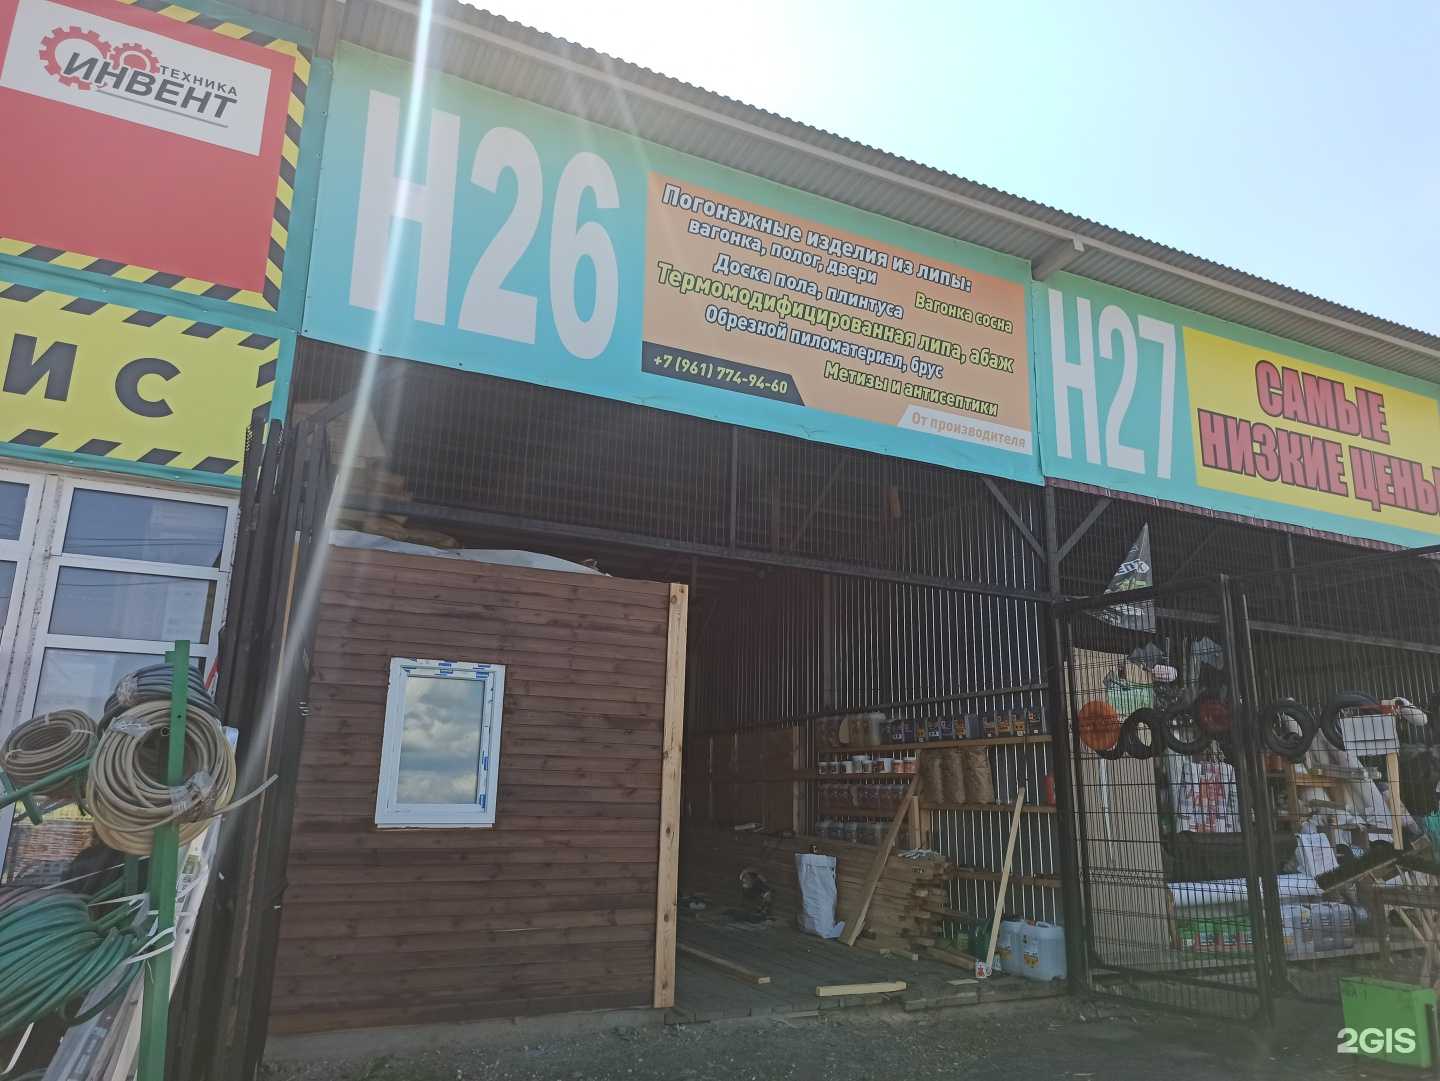 ТЕХНИКА
ИНВЕНТ
ИС
Н26
Погонажные изделия из липы:
вагонка, полог, двери
Доска пола, плинтуса
Вагонка сосна
Термомодифицированная липа, абаж
Обрезной пиломатериал, брус
+7 (961) 774-94-60
Метизы и антисептики
От производителя
Н27
САМЫЕ
НИЗКИЕ ЦЕНЫ
2GIS